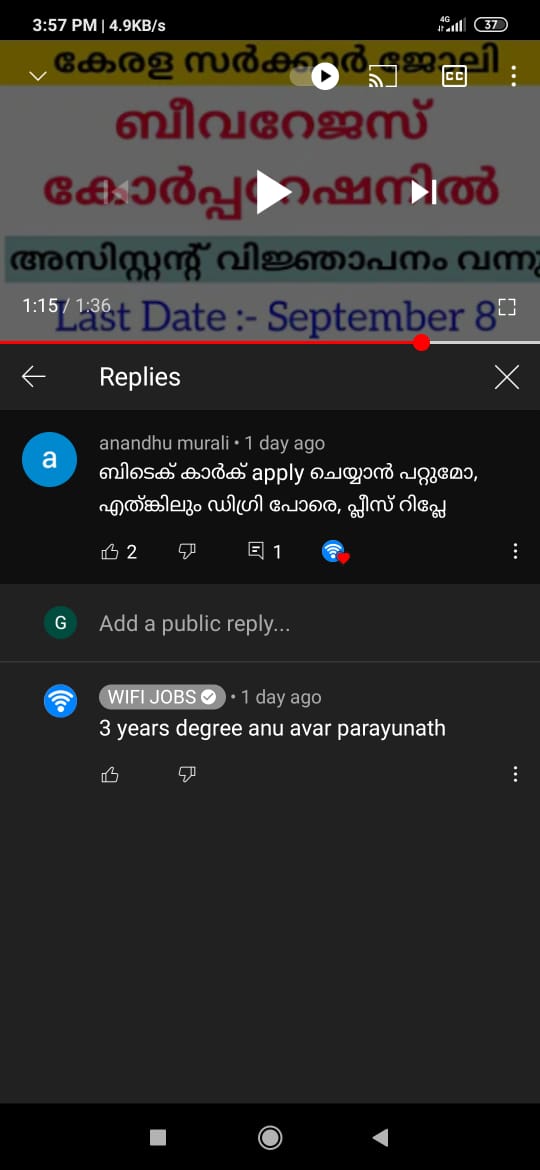 3:57 PM | 4.9KB/s
4G
37
കേരള സർക്കാർ ജോലി
CC
ബീവറേജസ്
കോർപ്പറേഷനിൽ
അസിസ്റ്റന്റ് വിജ്ഞാപനം വന്നു
1:15 / 1:36
Last Date :- September 8
Replies
a
anandhu murali • 1 day ago
ബിടെക് കാർക് apply ചെയ്യാൻ പറ്റുമോ,
എത്ങ്കിലും ഡിഗ്രി പോരെ, പ്ലീസ് റിപ്ലേ
2
1
G
Add a public reply...
WIFI JOBS • 1 day ago
3 years degree anu avar parayunath